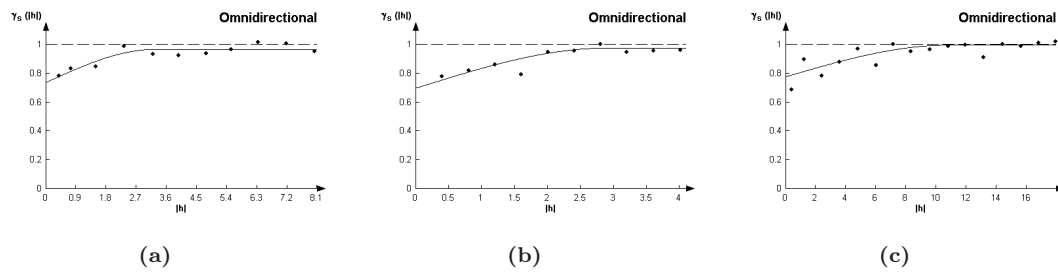 γS (|h|) Omnidirectional
1
0.8
0.6
0.4
0.2
0
0 0.9 1.8 2.7 3.6 4.5 5.4 6.3 7.2 8.1
|h|
(a)
γS (|h|) Omnidirectional
1
0.8
0.6
0.4
0.2
0
0 0.5 1 1.5 2 2.5 3 3.5 4
|h|
(b)
γS (|h|) Omnidirectional
1
0.8
0.6
0.4
0.2
0
0 2 4 6 8 10 12 14 16
|h|
(c)